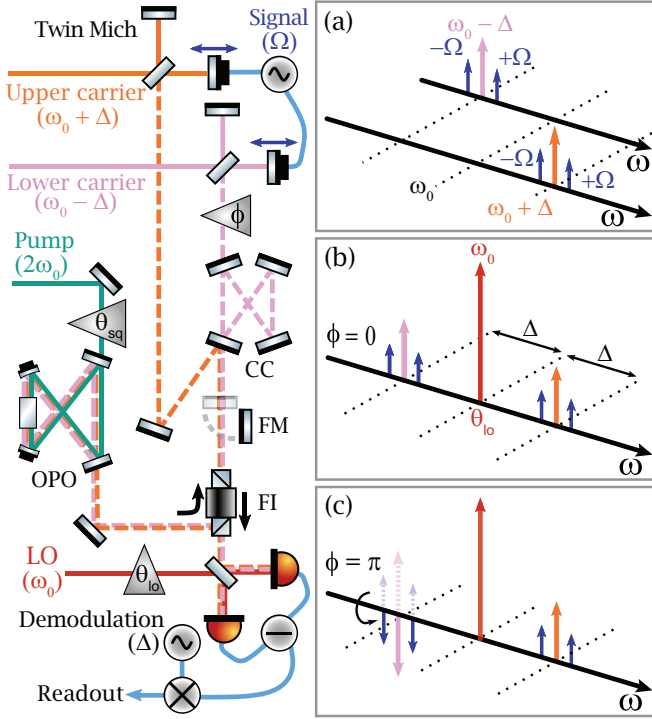 Twin Mich
Signal
(Ω)
Upper carrier
(ω₀ + Δ)
Lower carrier
(ω₀ − Δ)
ϕ
Pump
(2ω₀)
θsq
CC
FM
OPO
FI
LO
(ω₀)
θlo
Demodulation
(Δ)
Readout
(a)
ω₀ − Δ
−Ω
+Ω
ω
−Ω
+Ω
ω₀
ω₀ + Δ
ω
(b)
ω₀
ϕ = 0
Δ
Δ
θlo
ω
(c)
ϕ = π
ω